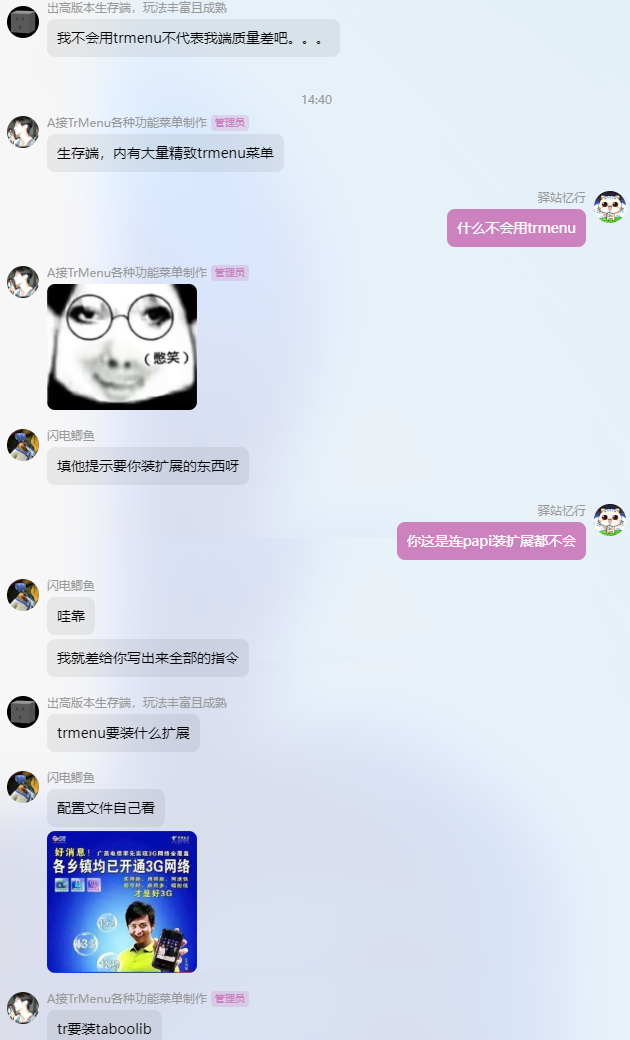 出高版本生存端，玩法丰富且成熟
我不会用trmenu不代表我端质量差吧。。。
14:40
A接TrMenu各种功能菜单制作 管理员
生存端，内有大量精致trmenu菜单
驿站忆行
什么不会用trmenu
A接TrMenu各种功能菜单制作 管理员
（憋笑）
闪电鲫鱼
填他提示要你装扩展的东西呀
驿站忆行
你这是连papi装扩展都不会
闪电鲫鱼
哇靠
我就差给你写出来全部的指令
出高版本生存端，玩法丰富且成熟
trmenu要装什么扩展
闪电鲫鱼
配置文件自己看
好消息！
各乡镇均已开通3G网络
才是好3G
A接TrMenu各种功能菜单制作 管理员
tr要装taboolib